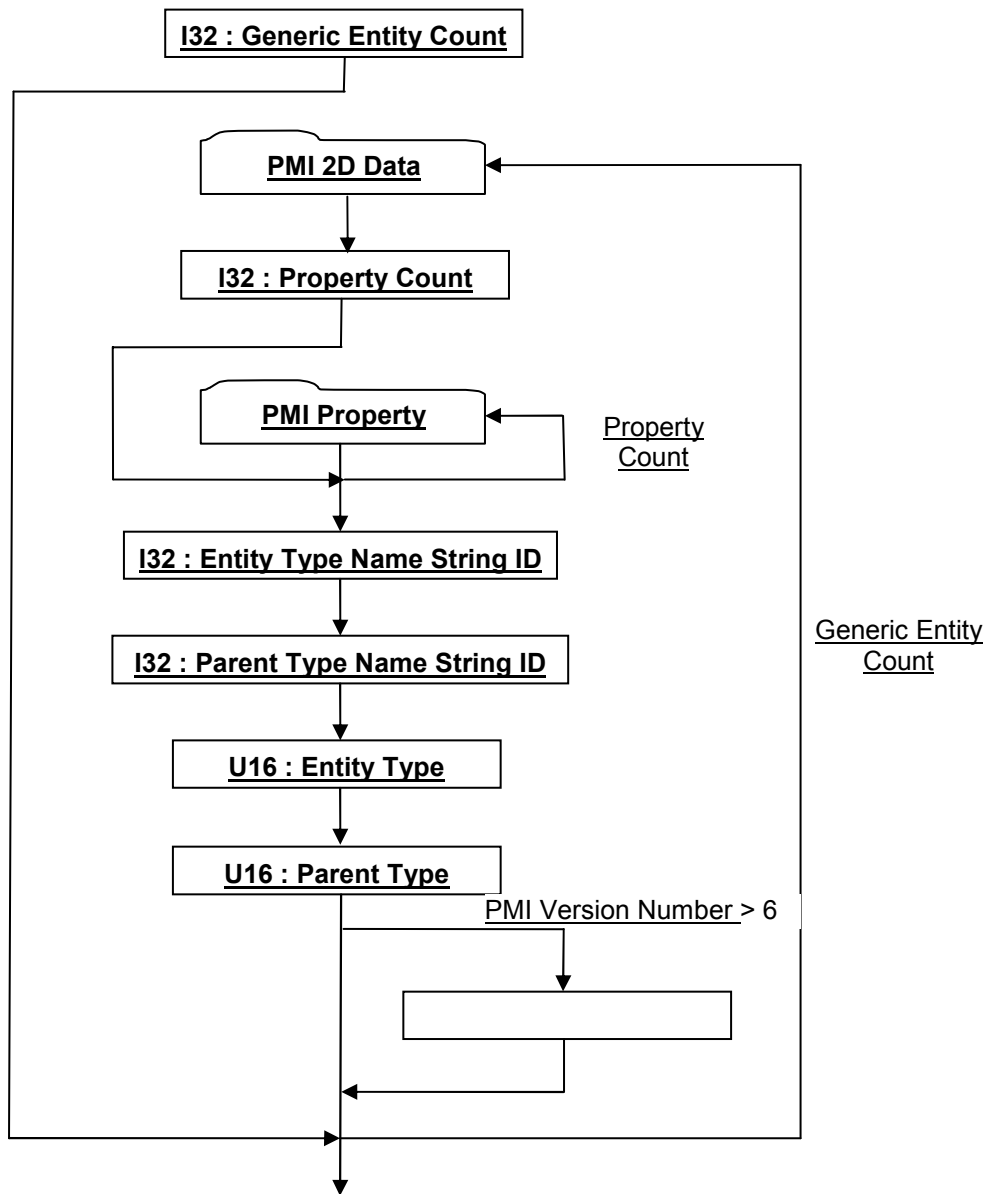 I32 : Generic Entity Count
PMI 2D Data
I32 : Property Count
PMI Property
Property
Count
I32 : Entity Type Name String ID
I32 : Parent Type Name String ID
Generic Entity
Count
U16 : Entity Type
U16 : Parent Type
PMI Version Number > 6